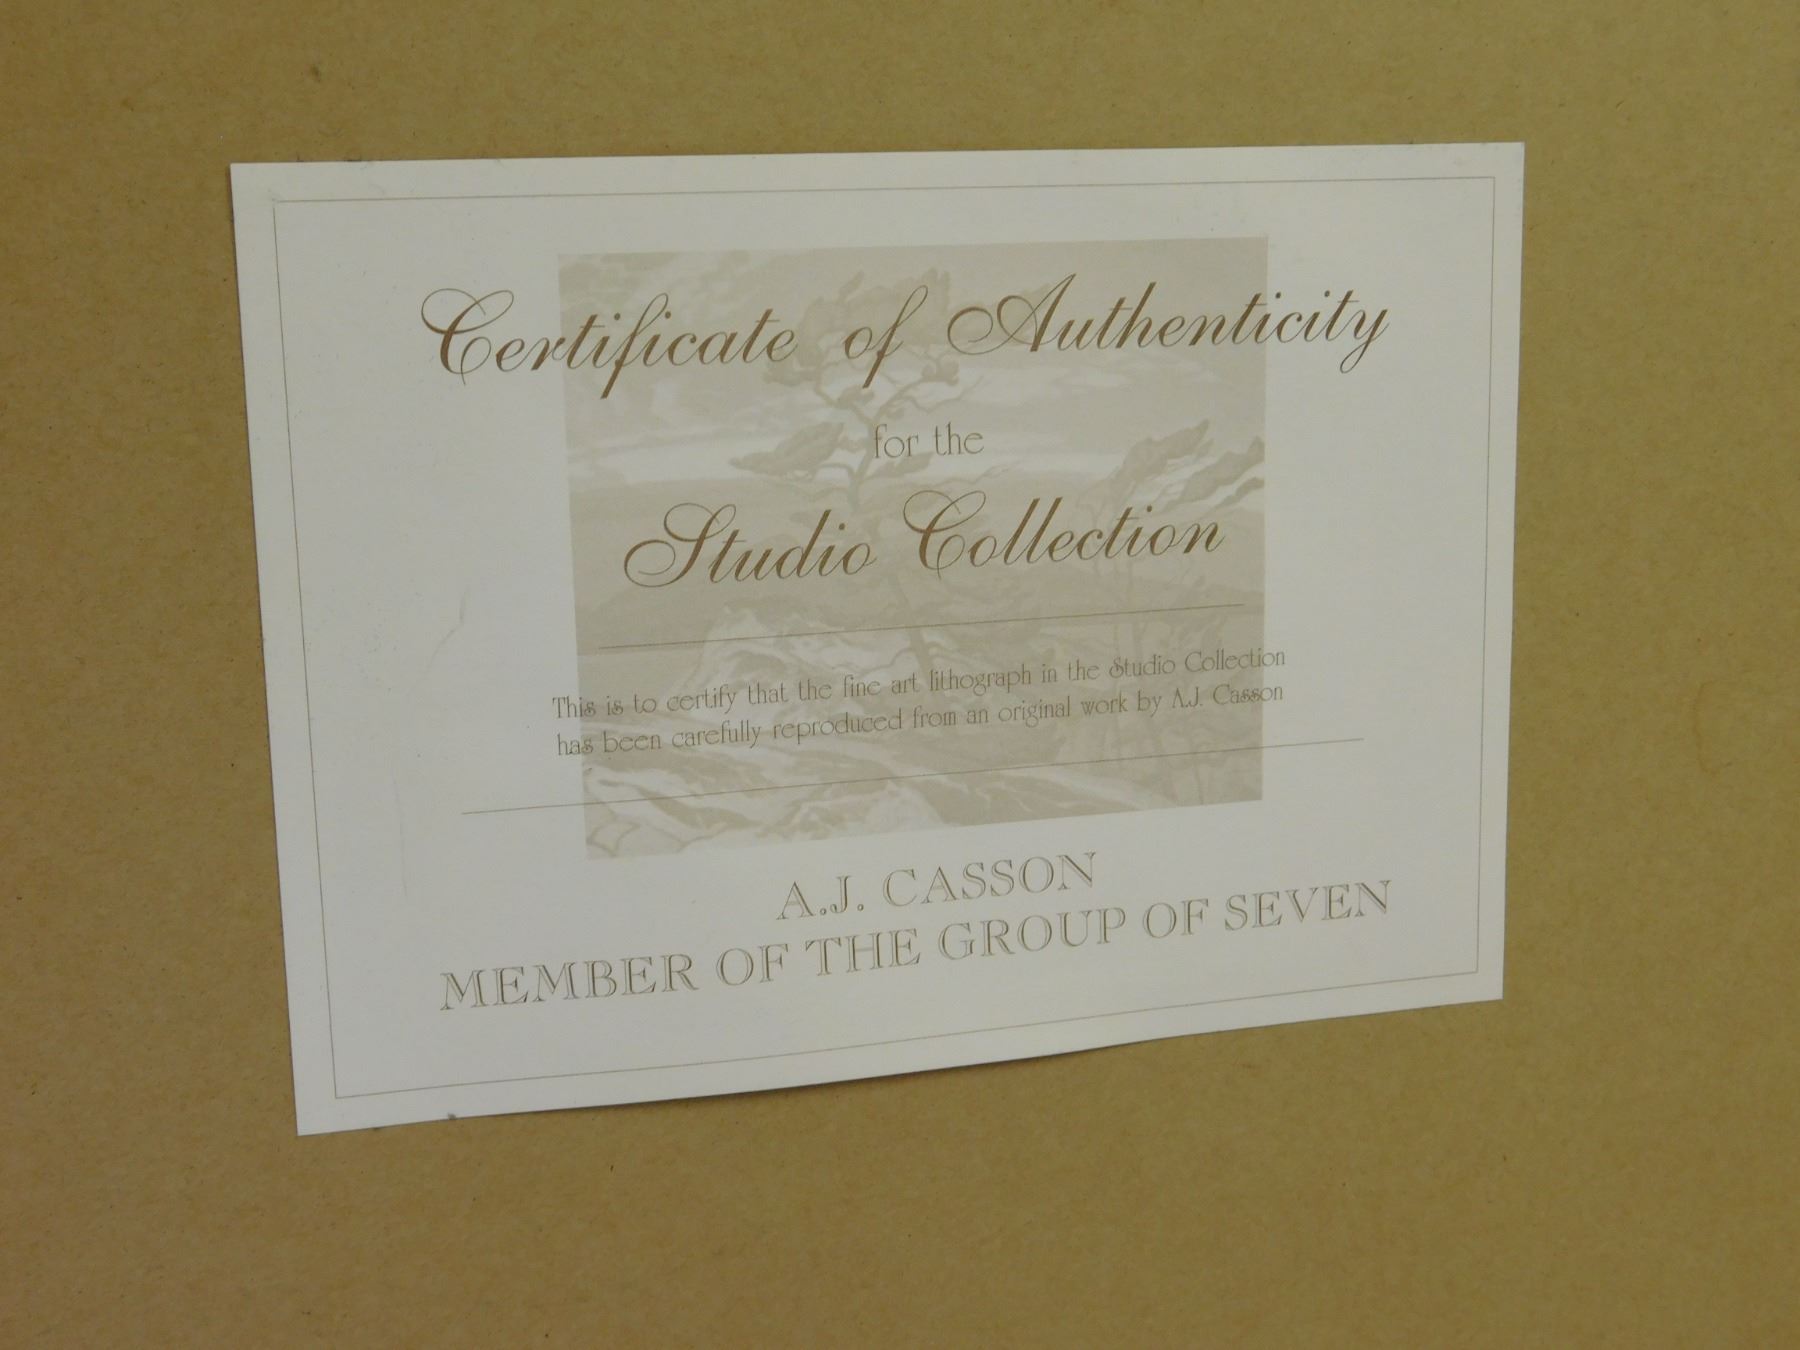 Certificate of Authenticity
for the
Studio Collection
This is to certify that the fine art lithograph in the Studio Collection
has been carefully reproduced from an original work by A.J. Casson
A.J. CASSON
MEMBER OF THE GROUP OF SEVEN